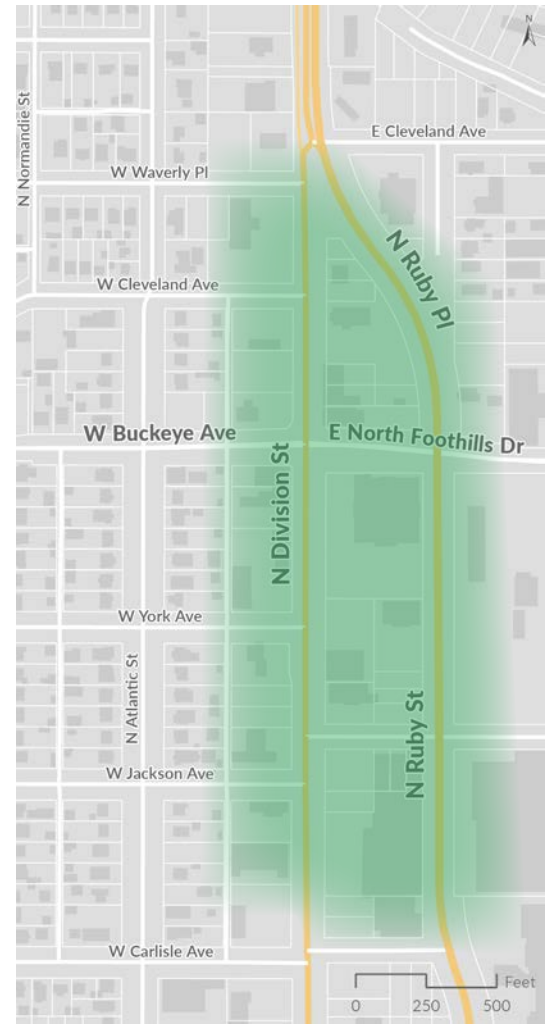 N
E Cleveland Ave
N Normandie St
W Waverly Pl
N Ruby Pl
W Cleveland Ave
W Buckeye Ave
E North Foothills Dr
N Division St
W York Ave
N Atlantic St
N Ruby St
W Jackson Ave
W Carlisle Ave
Feet
0 250 500